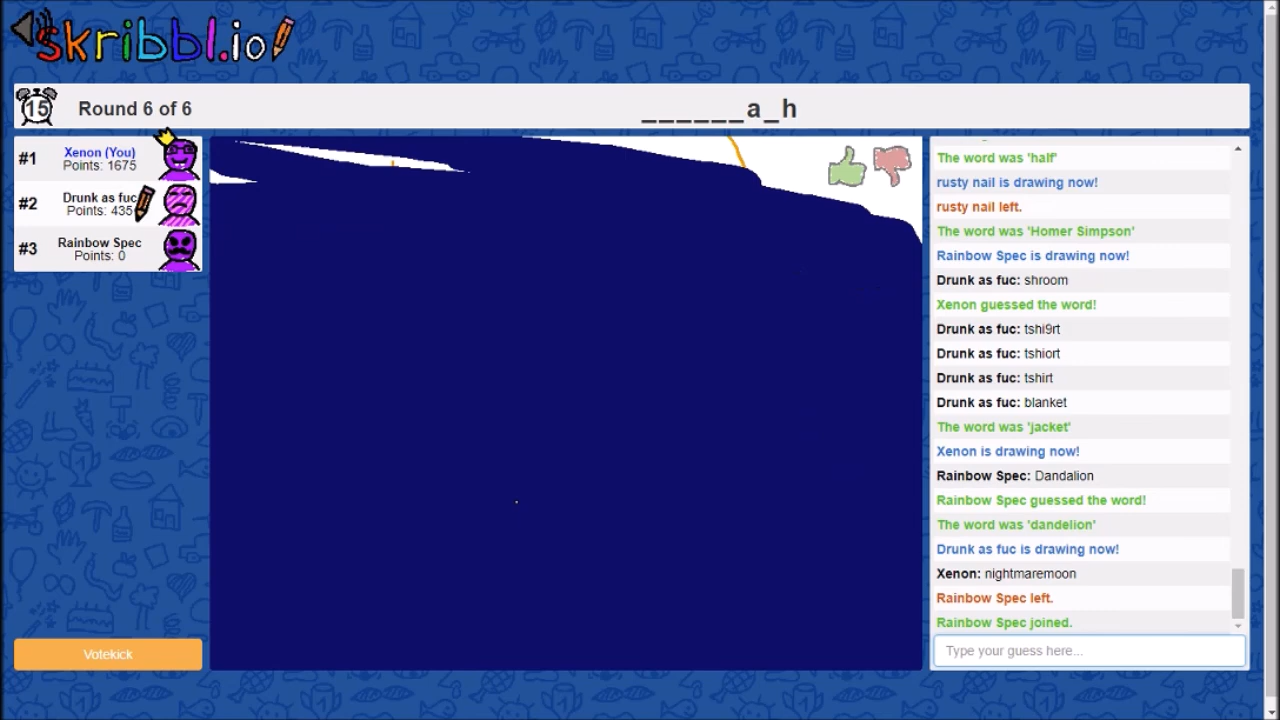 skribbl.io
15
Round 6 of 6
______a_h
#1
Xenon (You)
Points: 1675
#2
Drunk as fuc
Points: 435
#3
Rainbow Spec
Points: 0
Votekick
The word was 'half'
rusty nail is drawing now!
rusty nail left.
The word was 'Homer Simpson'
Rainbow Spec is drawing now!
Drunk as fuc: shroom
Xenon guessed the word!
Drunk as fuc: tshi9rt
Drunk as fuc: tshiort
Drunk as fuc: tshirt
Drunk as fuc: blanket
The word was 'jacket'
Xenon is drawing now!
Rainbow Spec: Dandalion
Rainbow Spec guessed the word!
The word was 'dandelion'
Drunk as fuc is drawing now!
Xenon: nightmaremoon
Rainbow Spec left.
Rainbow Spec joined.
Type your guess here...